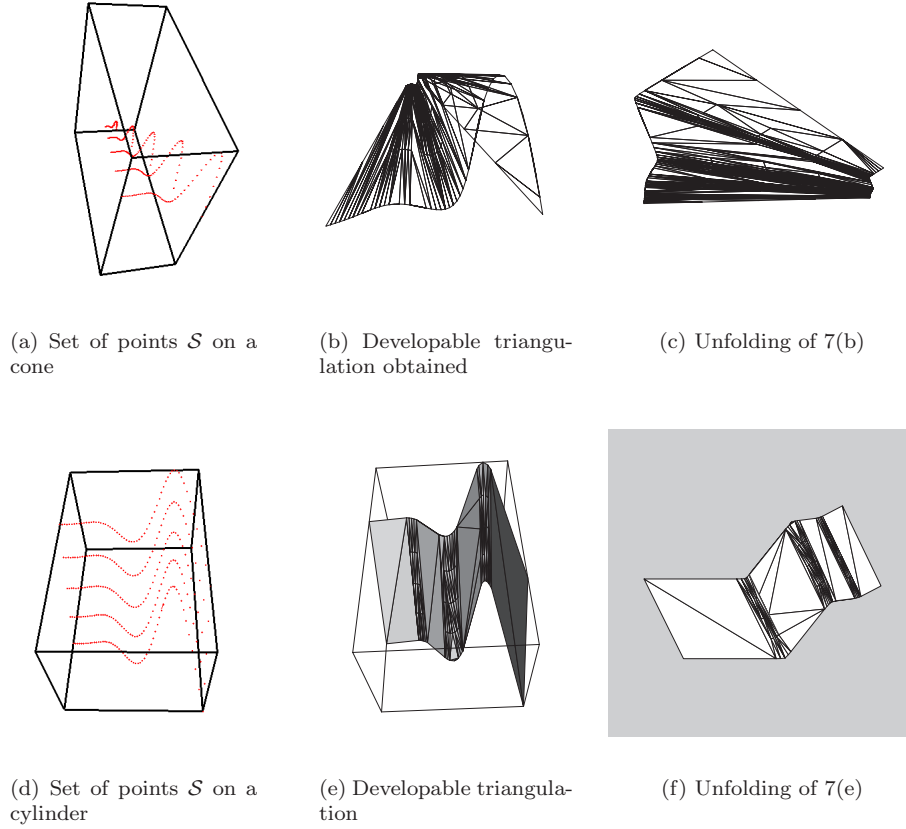 (a) Set of points S on a
cone
(b) Developable triangu-
lation obtained
(c) Unfolding of 7(b)
(d) Set of points S on a
cylinder
(e) Developable triangula-
tion
(f) Unfolding of 7(e)